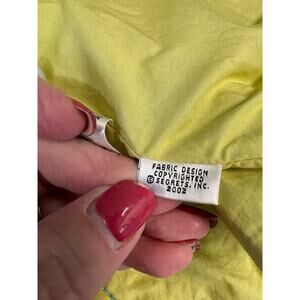 FABRIC DESIGN
COPYRIGHTED
© SEGRETS, INC.
2002